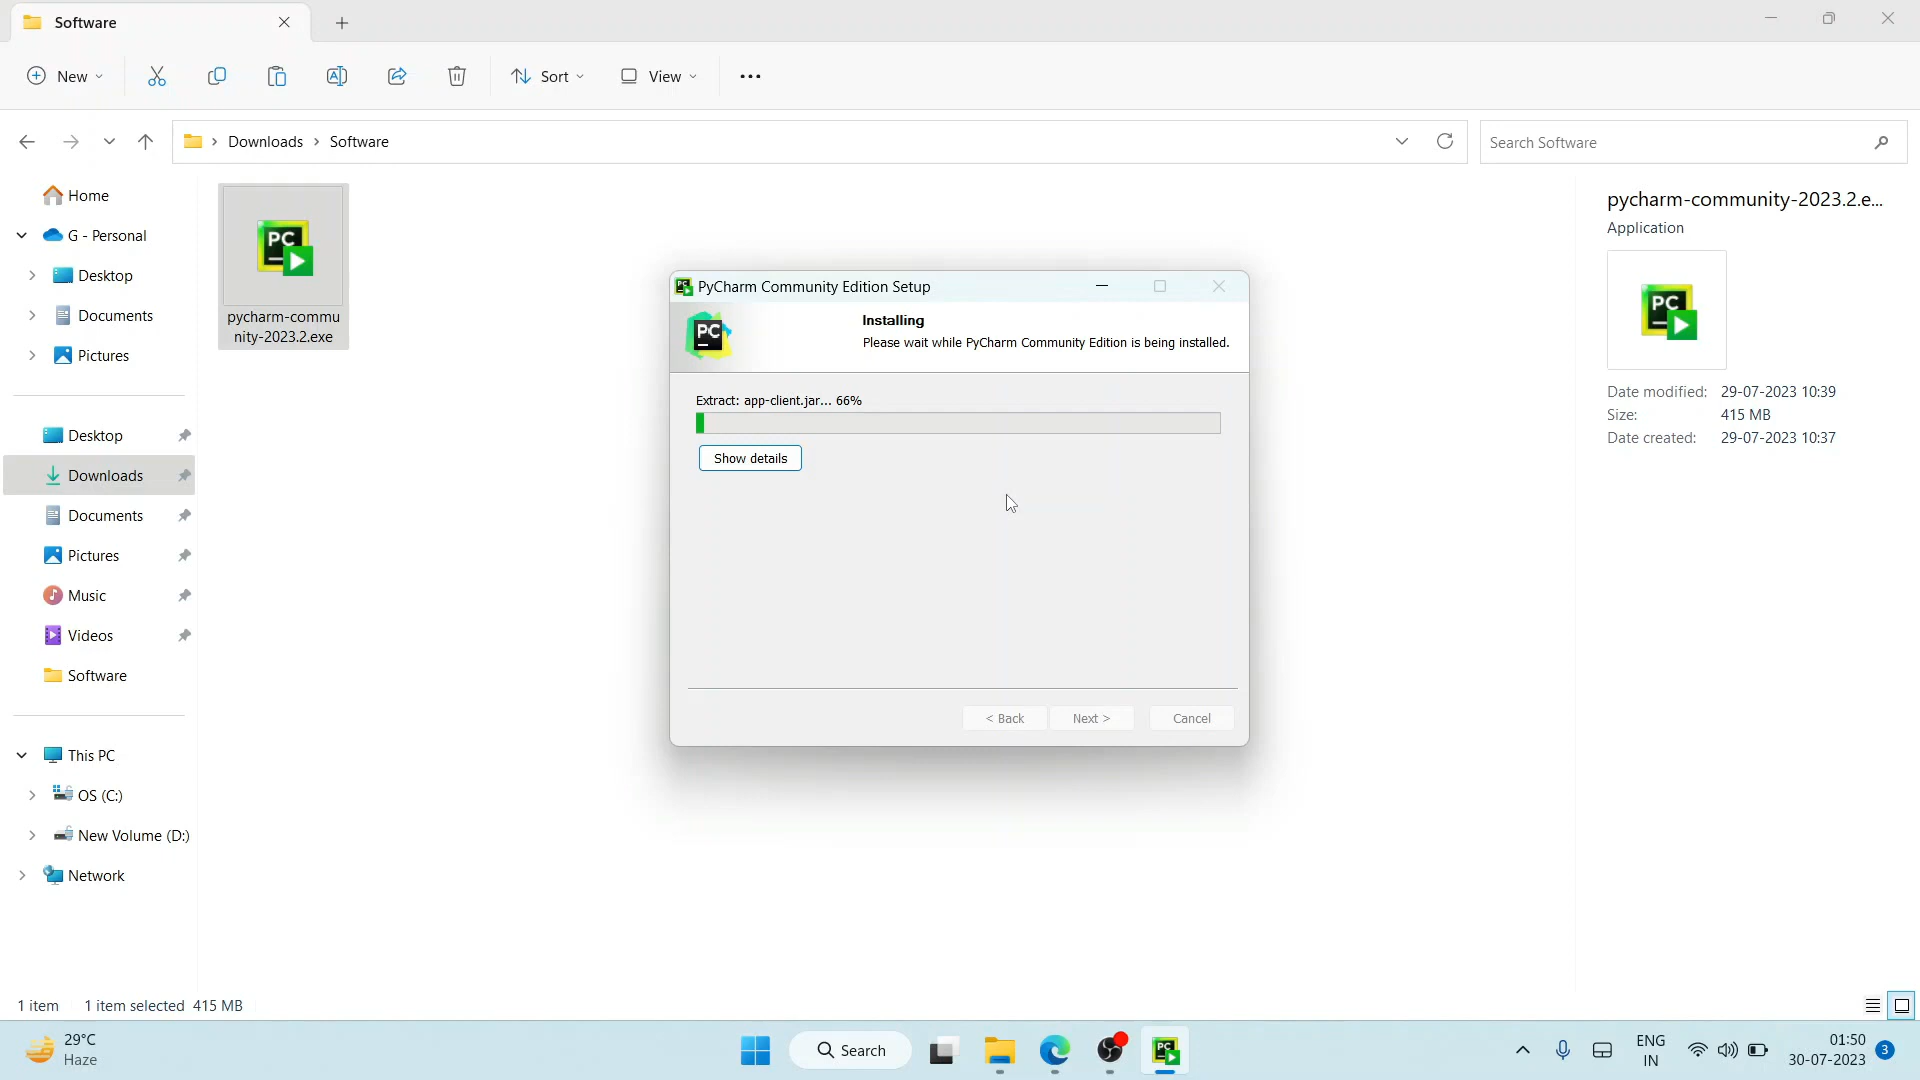 Software
New
Sort
View
Downloads
Software
Search Software
Home
G - Personal
Desktop
Documents
Pictures
Desktop
Downloads
Documents
Pictures
Music
Videos
Software
This PC
OS (C:)
New Volume (D:)
Network
PC
pycharm-commu
nity-2023.2.exe
PC PyCharm Community Edition Setup
PC
Installing
Please wait while PyCharm Community Edition is being installed.
Extract: app-client.jar... 66%
Show details
< Back
Next >
Cancel
pycharm-community-2023.2.e...
Application
PC
Date modified: 29-07-2023 10:39
Size: 415 MB
Date created: 29-07-2023 10:37
1 item
1 item selected 415 MB
29°C
Haze
Search
PC
ENG
IN
01:50
30-07-2023
3